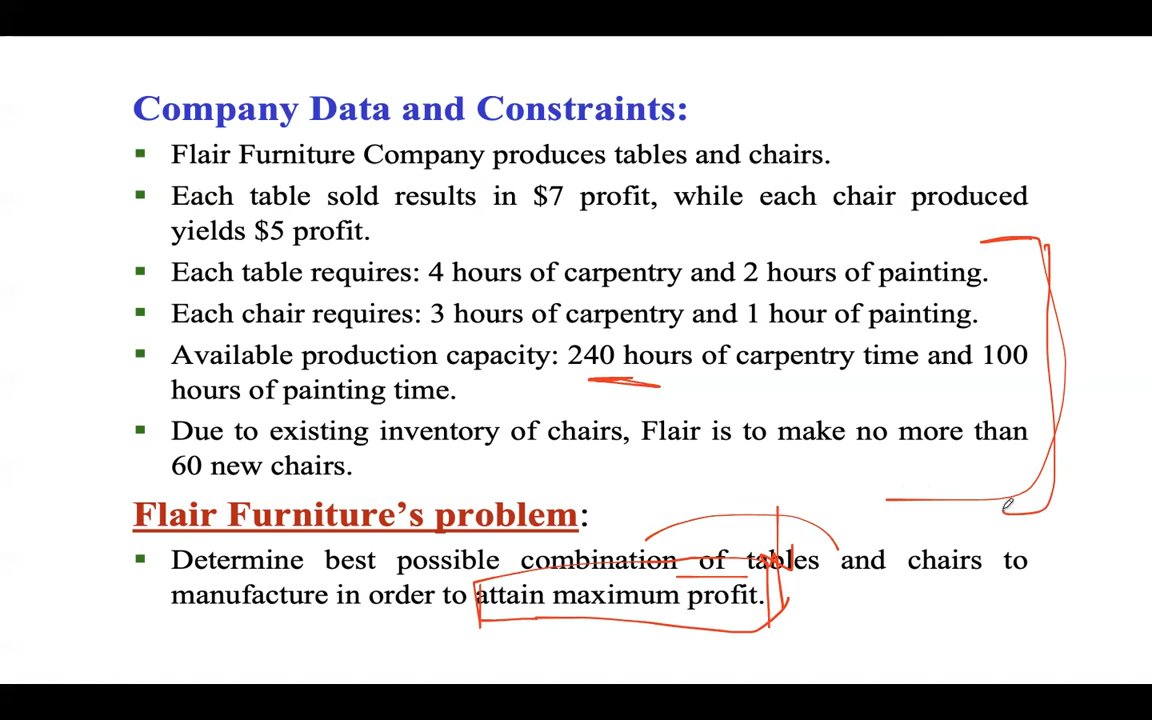 Company Data and Constraints:
▪ Flair Furniture Company produces tables and chairs.
▪ Each table sold results in $7 profit, while each chair produced
yields $5 profit.
▪ Each table requires: 4 hours of carpentry and 2 hours of painting.
▪ Each chair requires: 3 hours of carpentry and 1 hour of painting.
▪ Available production capacity: 240 hours of carpentry time and 100
hours of painting time.
▪ Due to existing inventory of chairs, Flair is to make no more than
60 new chairs.
Flair Furniture’s problem:
▪ Determine best possible combination of tables and chairs to
manufacture in order to attain maximum profit.